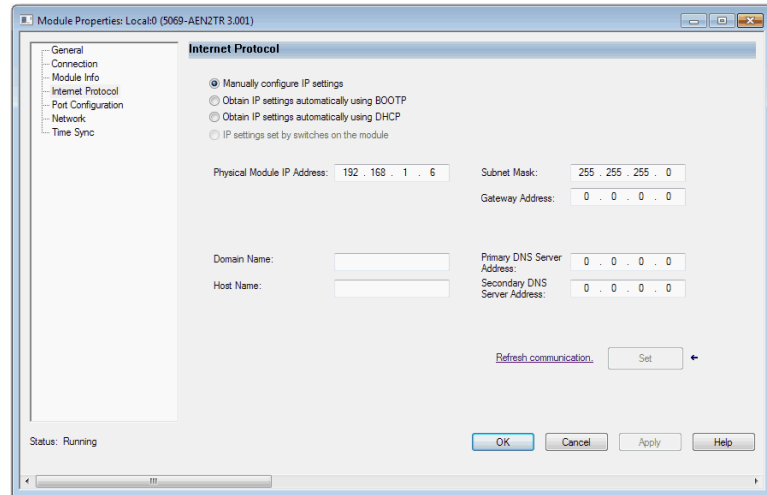 Module Properties: Local:0 (5069-AEN2TR 3.001)
General
Connection
Module Info
Internet Protocol
Port Configuration
Network
Time Sync
Internet Protocol
Manually configure IP settings
Obtain IP settings automatically using BOOTP
Obtain IP settings automatically using DHCP
IP settings set by switches on the module
Physical Module IP Address: 192 . 168 . 1 . 6 Subnet Mask: 255 . 255 . 255 . 0
Gateway Address: 0 . 0 . 0 . 0
Domain Name: Primary DNS Server
Address: 0 . 0 . 0 . 0
Host Name: Secondary DNS
Server Address: 0 . 0 . 0 . 0
Refresh communication. Set
Status: Running OK Cancel Apply Help